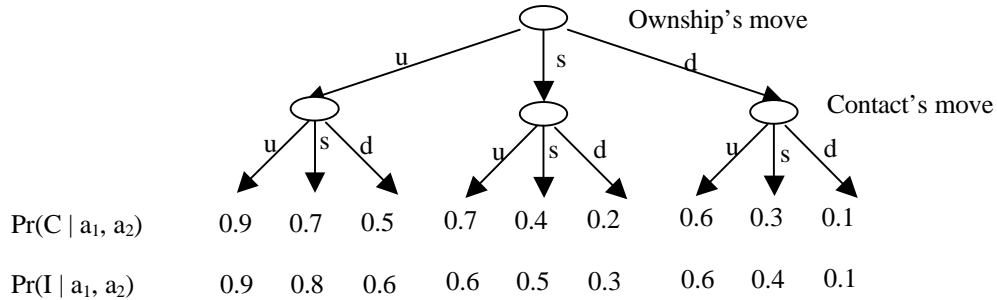 Ownship's move
u s d
Contact's move
u s d u s d u s d
Pr(C | a₁, a₂) 0.9 0.7 0.5 0.7 0.4 0.2 0.6 0.3 0.1
Pr(I | a₁, a₂) 0.9 0.8 0.6 0.6 0.5 0.3 0.6 0.4 0.1